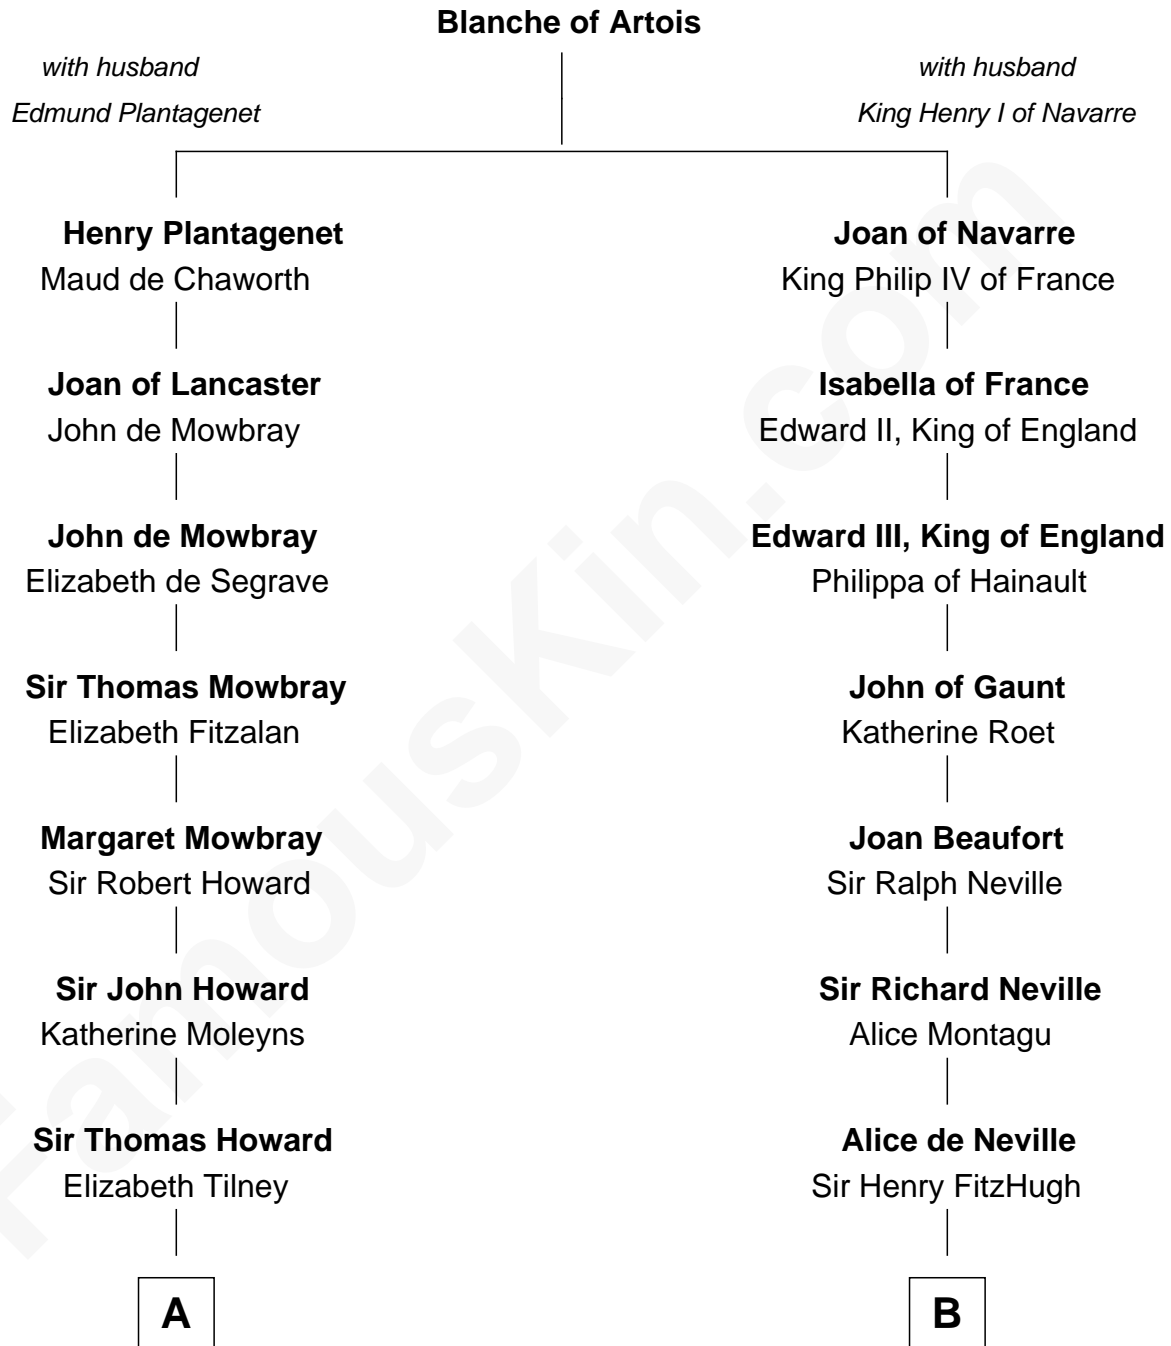 Blanche of Artois
with husband
Edmund Plantagenet
with husband
King Henry I of Navarre
Henry Plantagenet
Maud de Chaworth
Joan of Navarre
King Philip IV of France
Joan of Lancaster
John de Mowbray
Isabella of France
Edward II, King of England
John de Mowbray
Elizabeth de Segrave
Edward III, King of England
Philippa of Hainault
Sir Thomas Mowbray
Elizabeth Fitzalan
John of Gaunt
Katherine Roet
Margaret Mowbray
Sir Robert Howard
Joan Beaufort
Sir Ralph Neville
Sir John Howard
Katherine Moleyns
Sir Richard Neville
Alice Montagu
Sir Thomas Howard
Elizabeth Tilney
Alice de Neville
Sir Henry FitzHugh
A
B
FamousKin.com